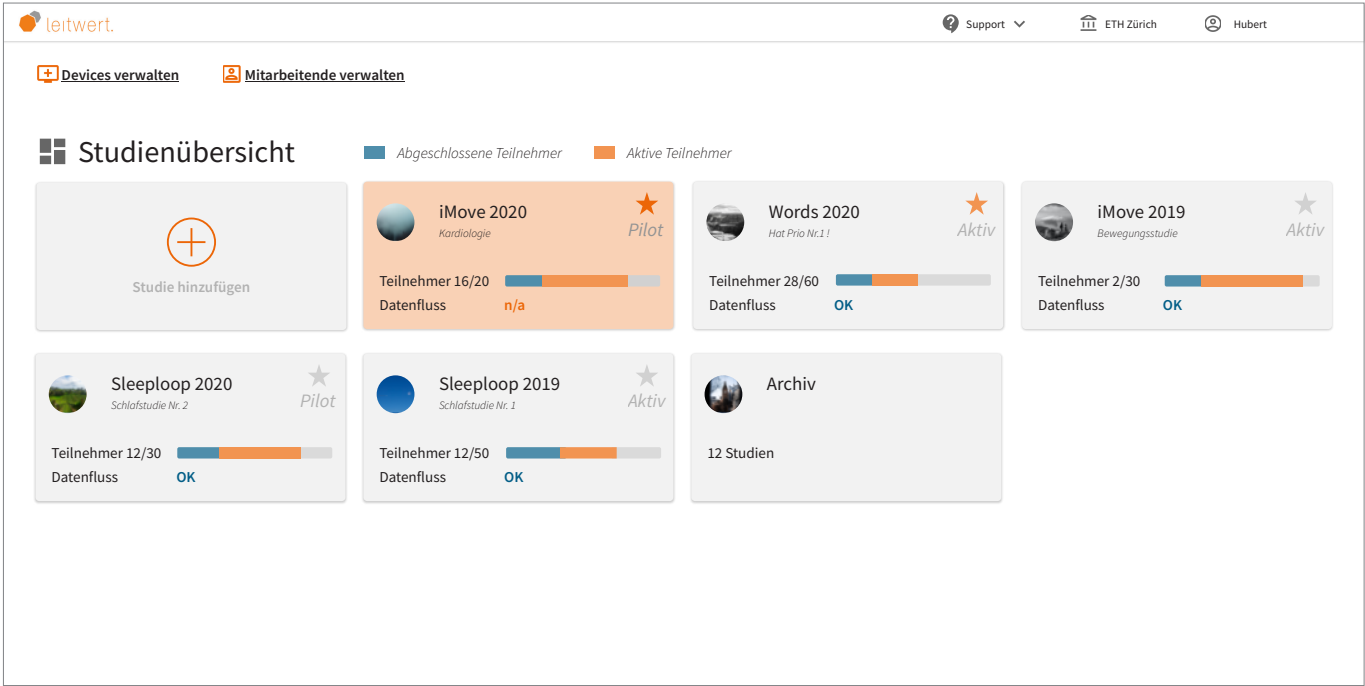 leitwert.
Support
ETH Zürich
Hubert
Devices verwalten
Mitarbeitende verwalten
Studienübersicht
Abgeschlossene Teilnehmer
Aktive Teilnehmer
Studie hinzufügen
iMove 2020
Kardiologie
Pilot
Teilnehmer 16/20
Datenfluss n/a
Words 2020
Hat Prio Nr.1 !
Aktiv
Teilnehmer 28/60
Datenfluss OK
iMove 2019
Bewegungsstudie
Aktiv
Teilnehmer 2/30
Datenfluss OK
Sleeploop 2020
Schlafstudie Nr. 2
Pilot
Teilnehmer 12/30
Datenfluss OK
Sleeploop 2019
Schlafstudie Nr. 1
Aktiv
Teilnehmer 12/50
Datenfluss OK
Archiv
12 Studien